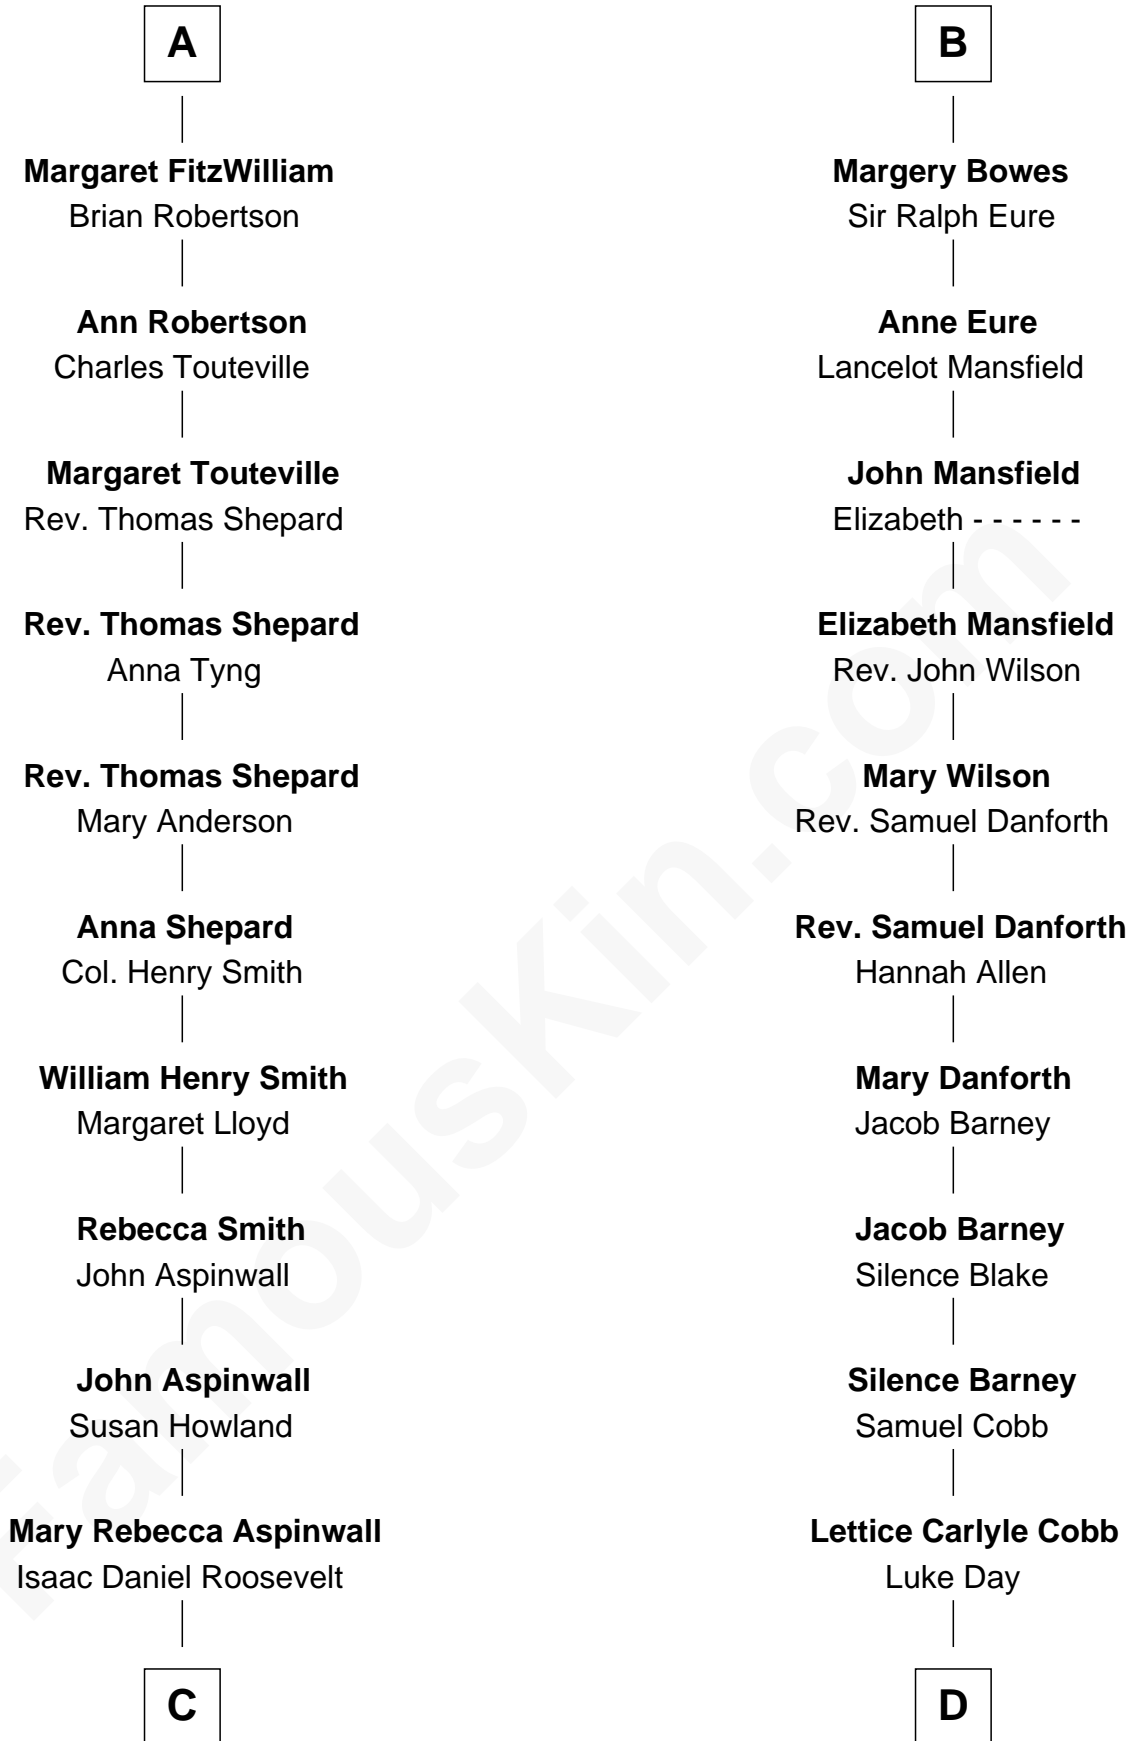 A
Margaret FitzWilliam
Brian Robertson
Ann Robertson
Charles Touteville
Margaret Touteville
Rev. Thomas Shepard
Rev. Thomas Shepard
Anna Tyng
Rev. Thomas Shepard
Mary Anderson
Anna Shepard
Col. Henry Smith
William Henry Smith
Margaret Lloyd
Rebecca Smith
John Aspinwall
John Aspinwall
Susan Howland
Mary Rebecca Aspinwall
Isaac Daniel Roosevelt
C
B
Margery Bowes
Sir Ralph Eure
Anne Eure
Lancelot Mansfield
John Mansfield
Elizabeth - - - - - -
Elizabeth Mansfield
Rev. John Wilson
Mary Wilson
Rev. Samuel Danforth
Rev. Samuel Danforth
Hannah Allen
Mary Danforth
Jacob Barney
Jacob Barney
Silence Blake
Silence Barney
Samuel Cobb
Lettice Carlyle Cobb
Luke Day
D
FamousKin.com